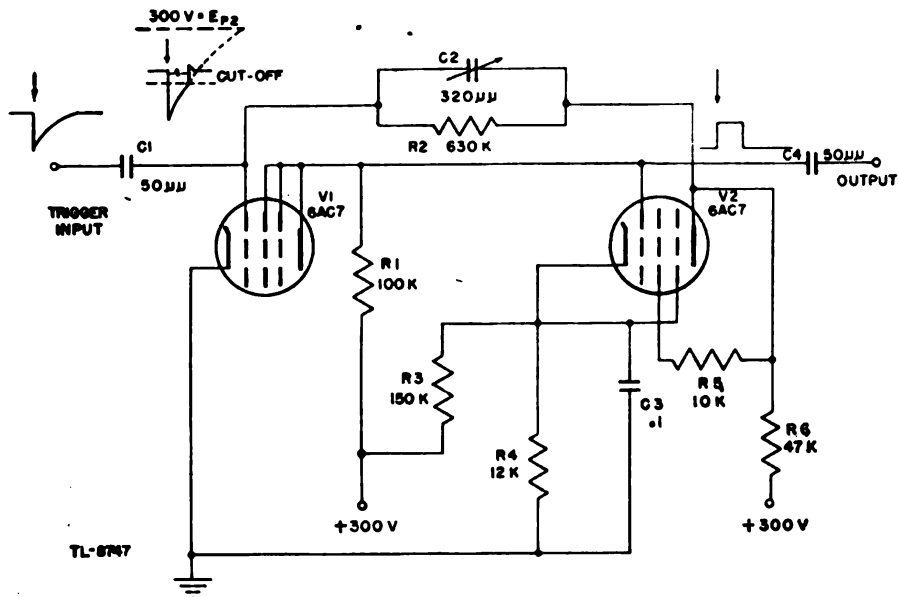 300 V = EP2
CUT-OFF
C2
320μμ
R2 630 K
C1
50μμ
TRIGGER
INPUT
V1
6AC7
V2
6AC7
C4 50μμ
OUTPUT
R1
100 K
R3
150 K
R4
12 K
C3
.1
R5
10 K
R6
47 K
+300 V
+300 V
TL-8747